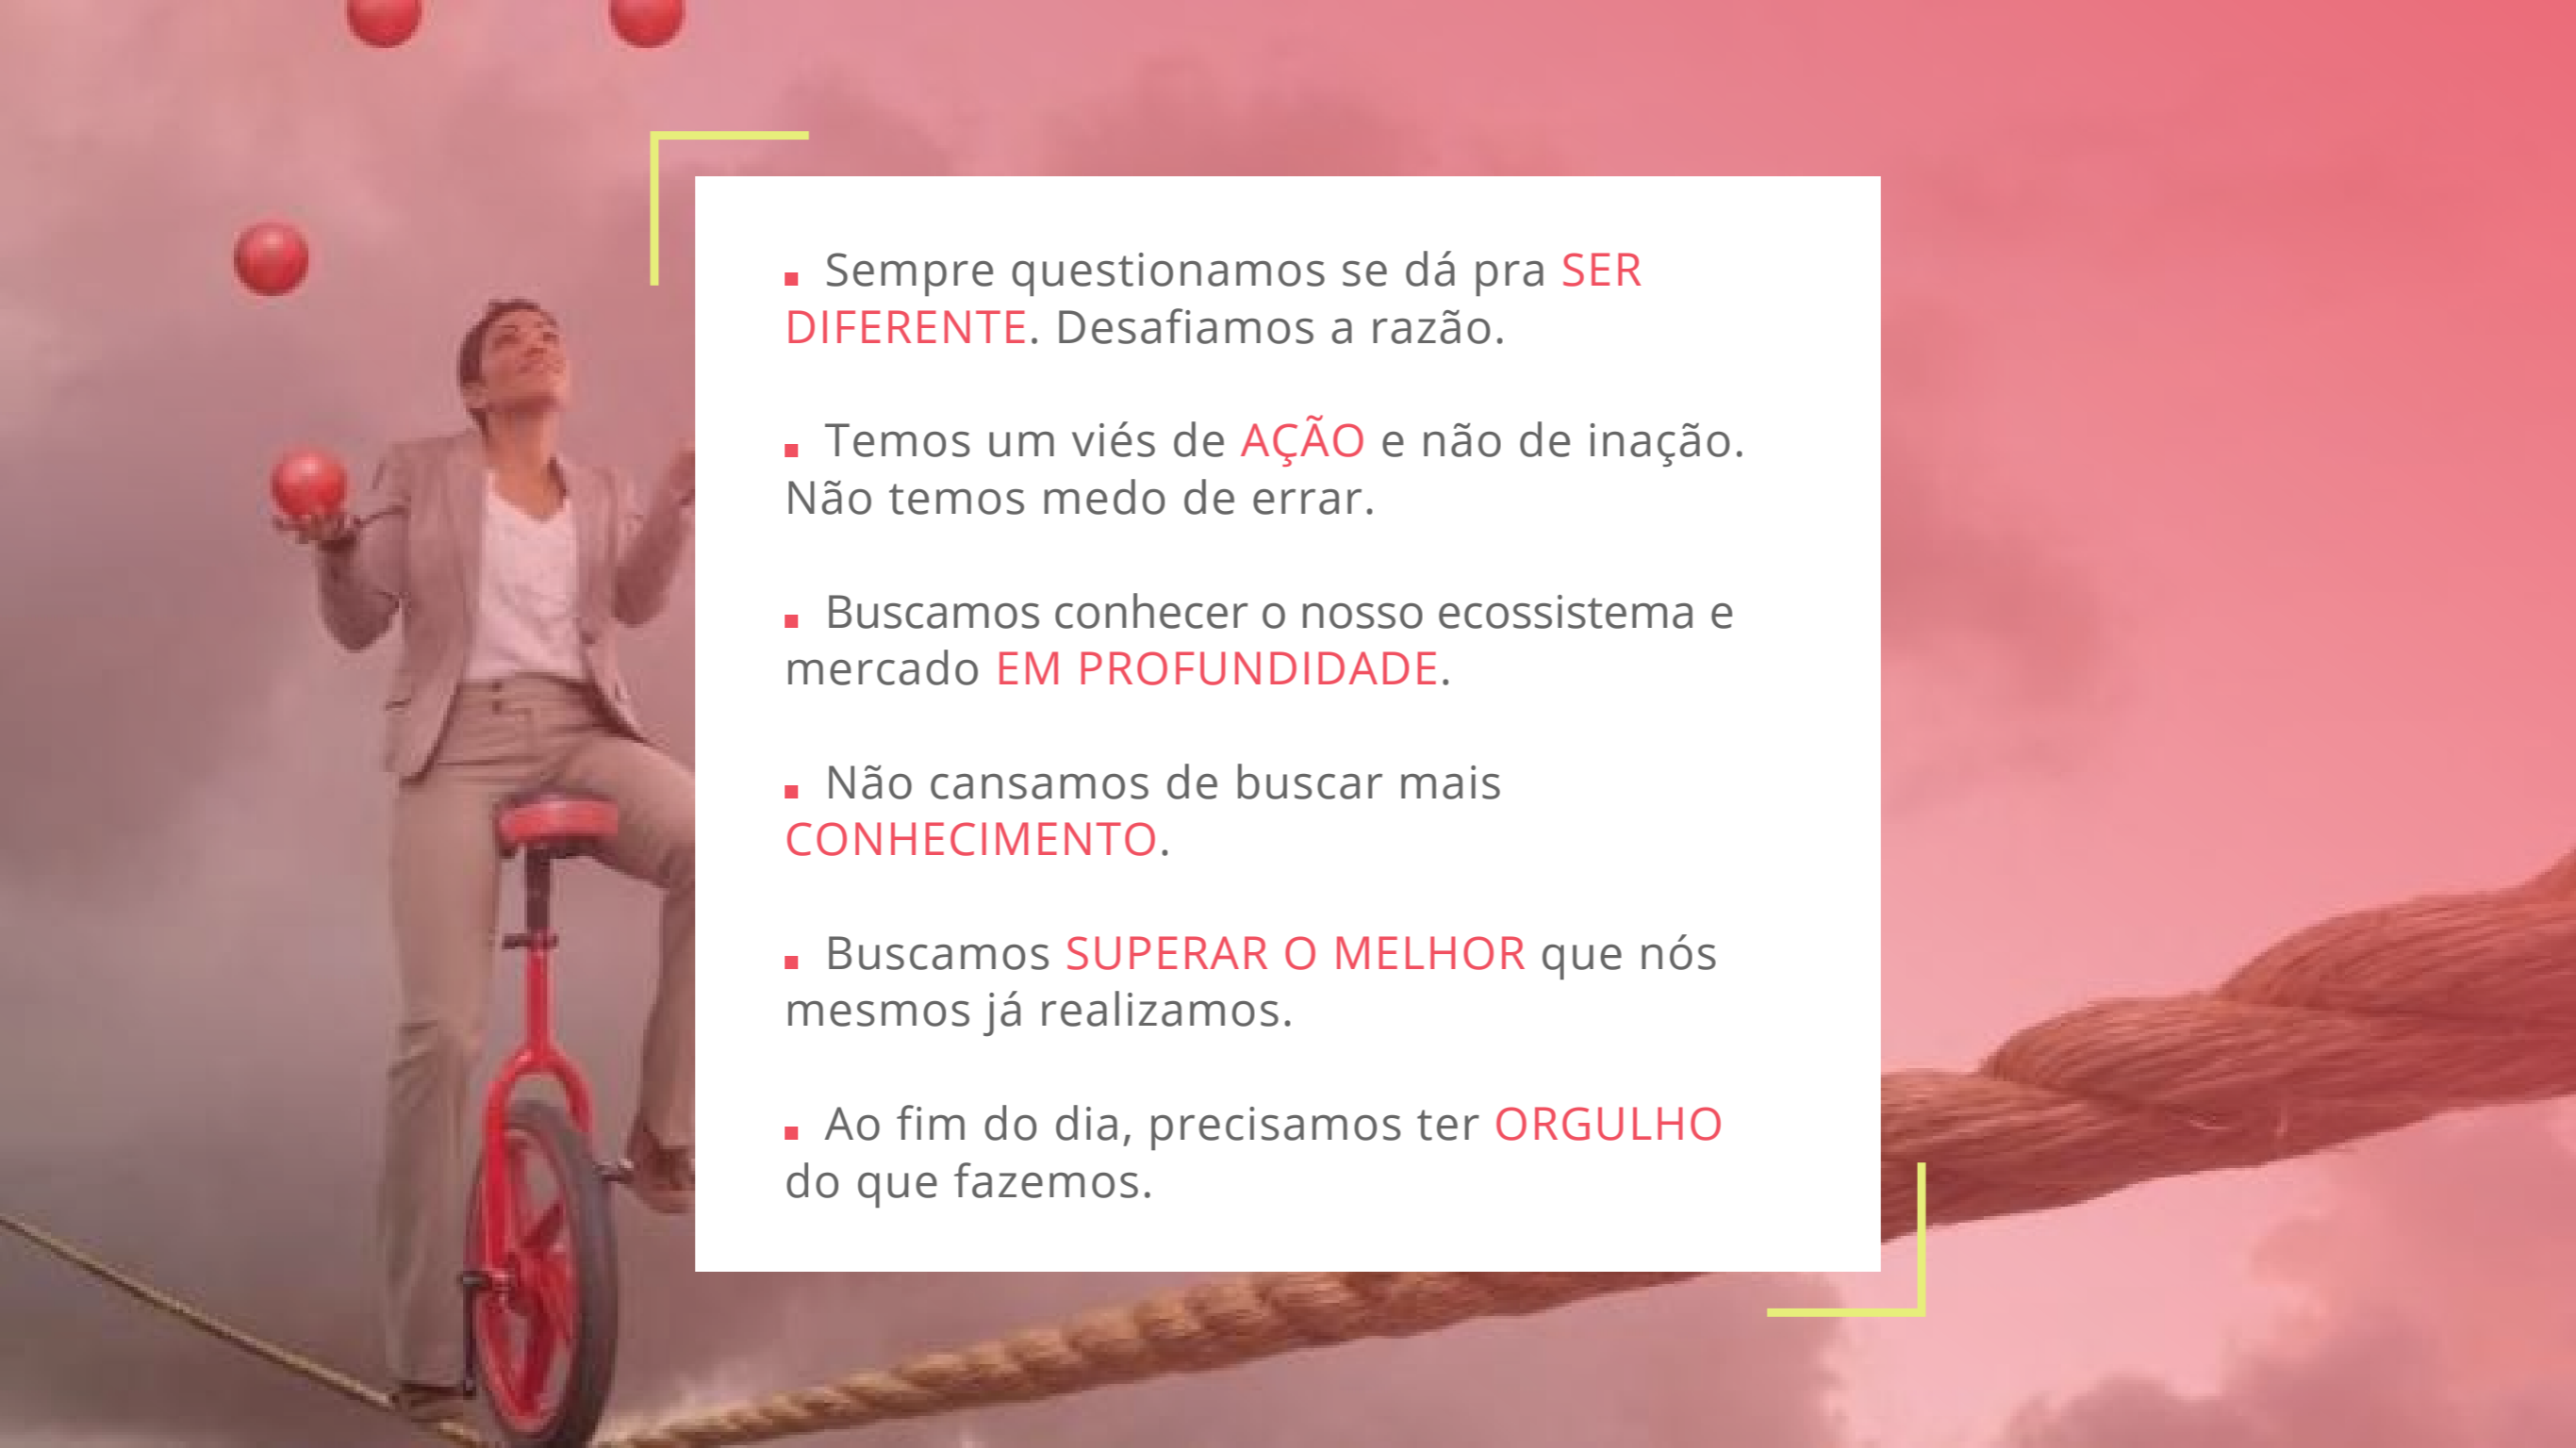 ▪ Sempre questionamos se dá pra SER
DIFERENTE. Desafiamos a razão.
▪ Temos um viés de AÇÃO e não de inação.
Não temos medo de errar.
▪ Buscamos conhecer o nosso ecossistema e
mercado EM PROFUNDIDADE.
▪ Não cansamos de buscar mais
CONHECIMENTO.
▪ Buscamos SUPERAR O MELHOR que nós
mesmos já realizamos.
▪ Ao fim do dia, precisamos ter ORGULHO
do que fazemos.